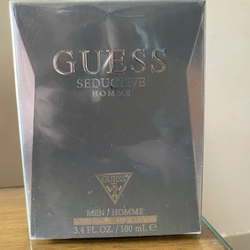 GUESS
SEDUCTIVE
HOMME
GUESS
MEN / HOMME
3.4 FL.OZ. / 100 mL ℮